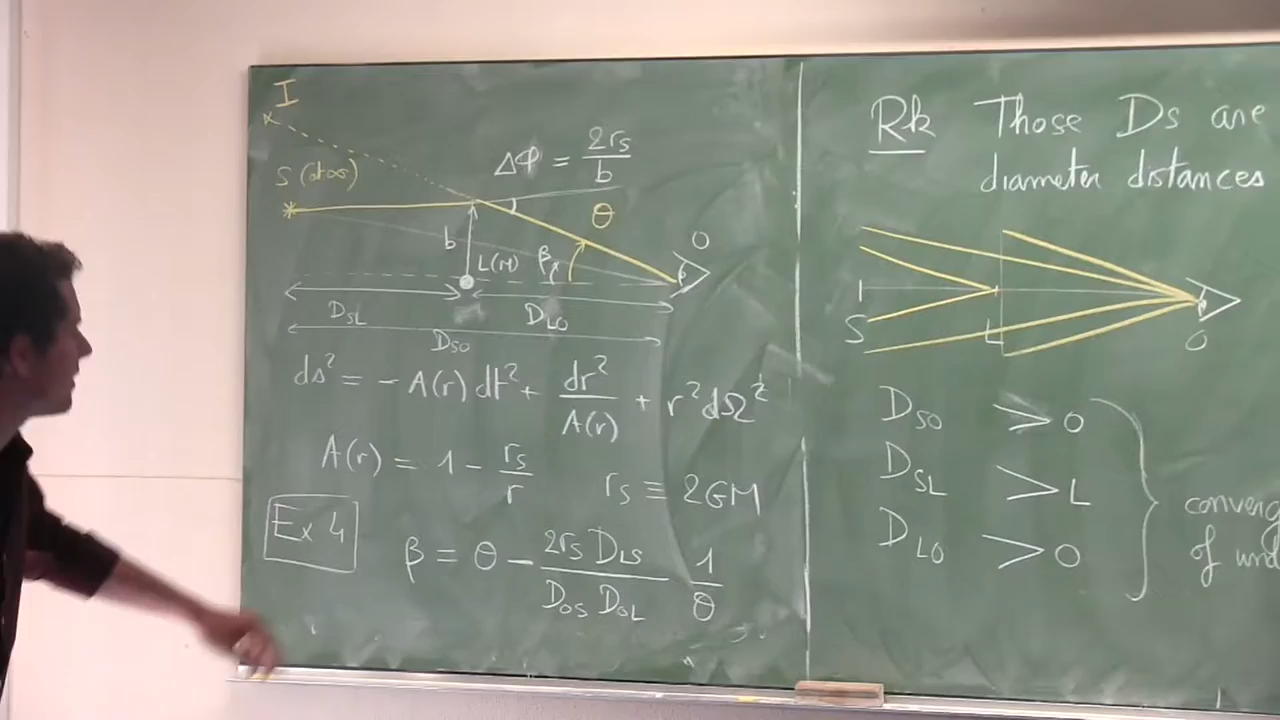 I
S (dΩs)
ΔΦ = 2rs/b
θ
b
L(M)
β
O
D_SL
D_LO
D_SO
ds² = - A(r) dt² + dr²/A(r) + r² dΩ²
A(r) = 1 - rs/r
rs ≡ 2GM
Ex 4
β = θ - 2rs D_LS / D_OS D_OL 1/θ
Rk Those Ds are
diameter distances
S
L
O
D_SO > O
D_SL > L
D_LO > O
converg
of